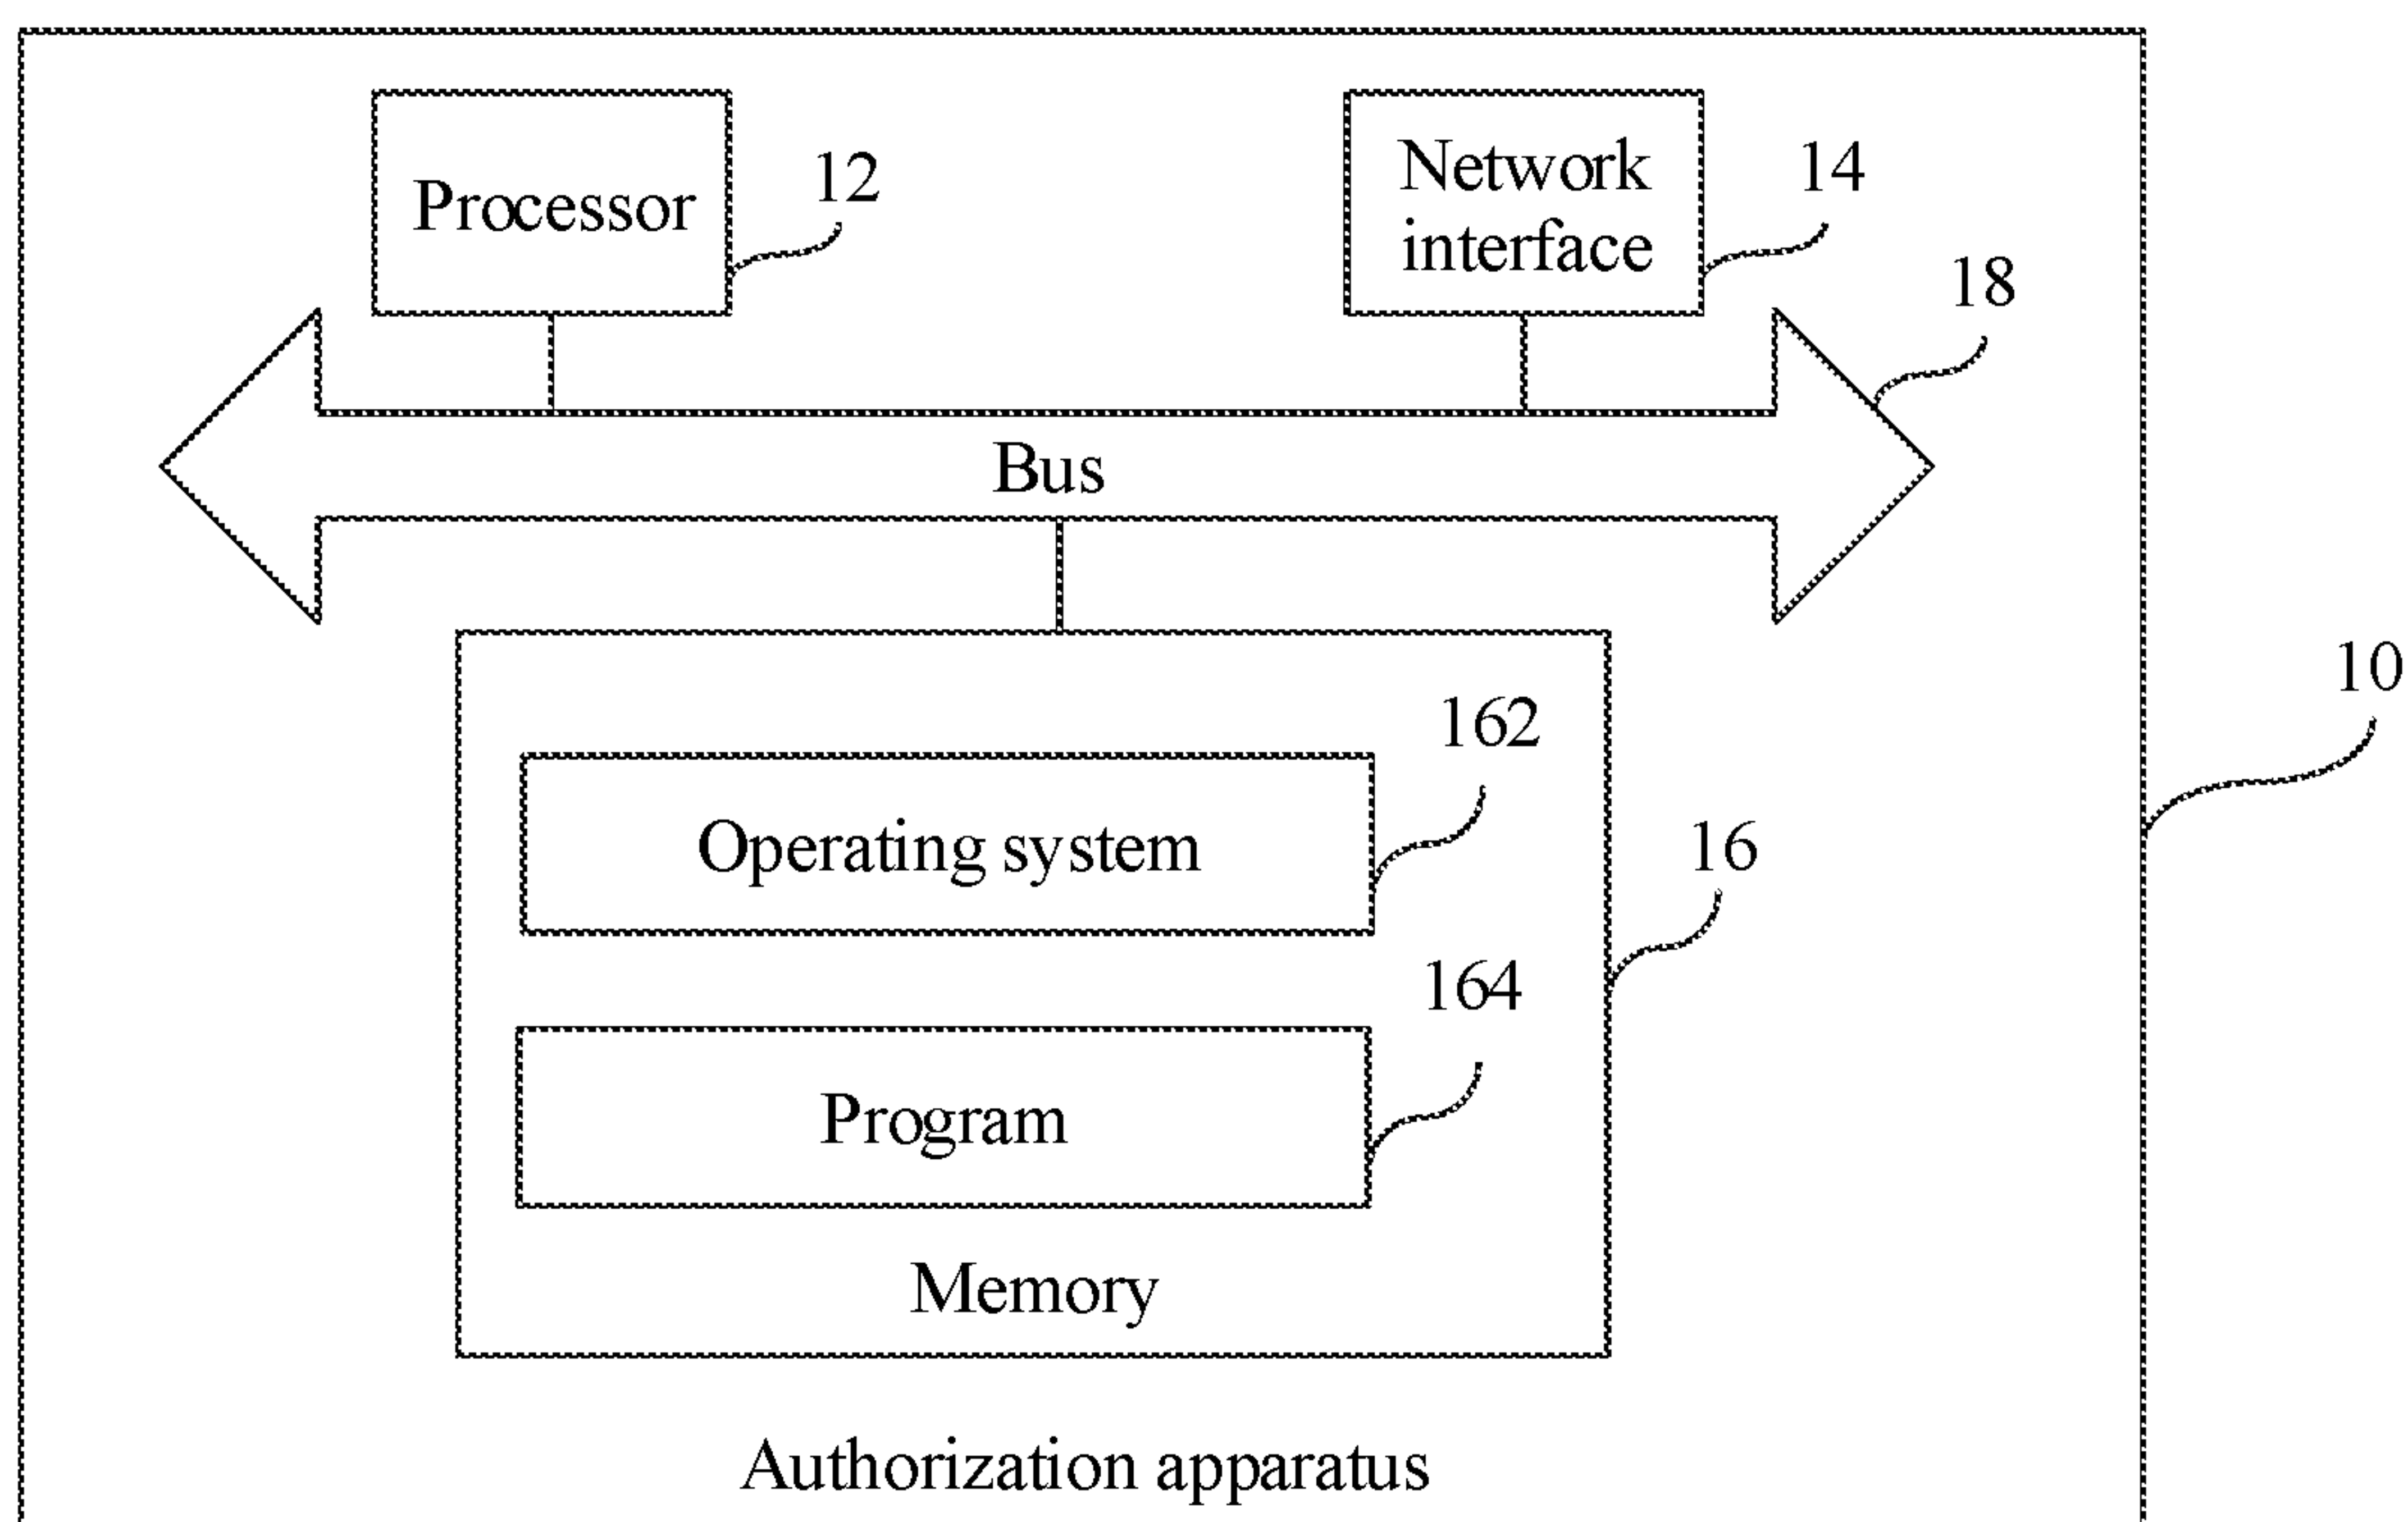 Processor
12
Network
interface
14
18
Bus
10
162
Operating system
16
164
Program
Memory
Authorization apparatus